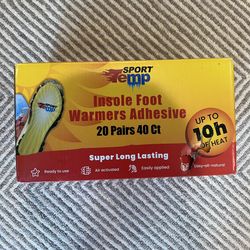 SPORT
Temp
Insole Foot
Warmers Adhesive
20 Pairs 40 Ct
UP TO
10h
OF HEAT
Super Long Lasting
Ready to use
Air activated
Easily applied